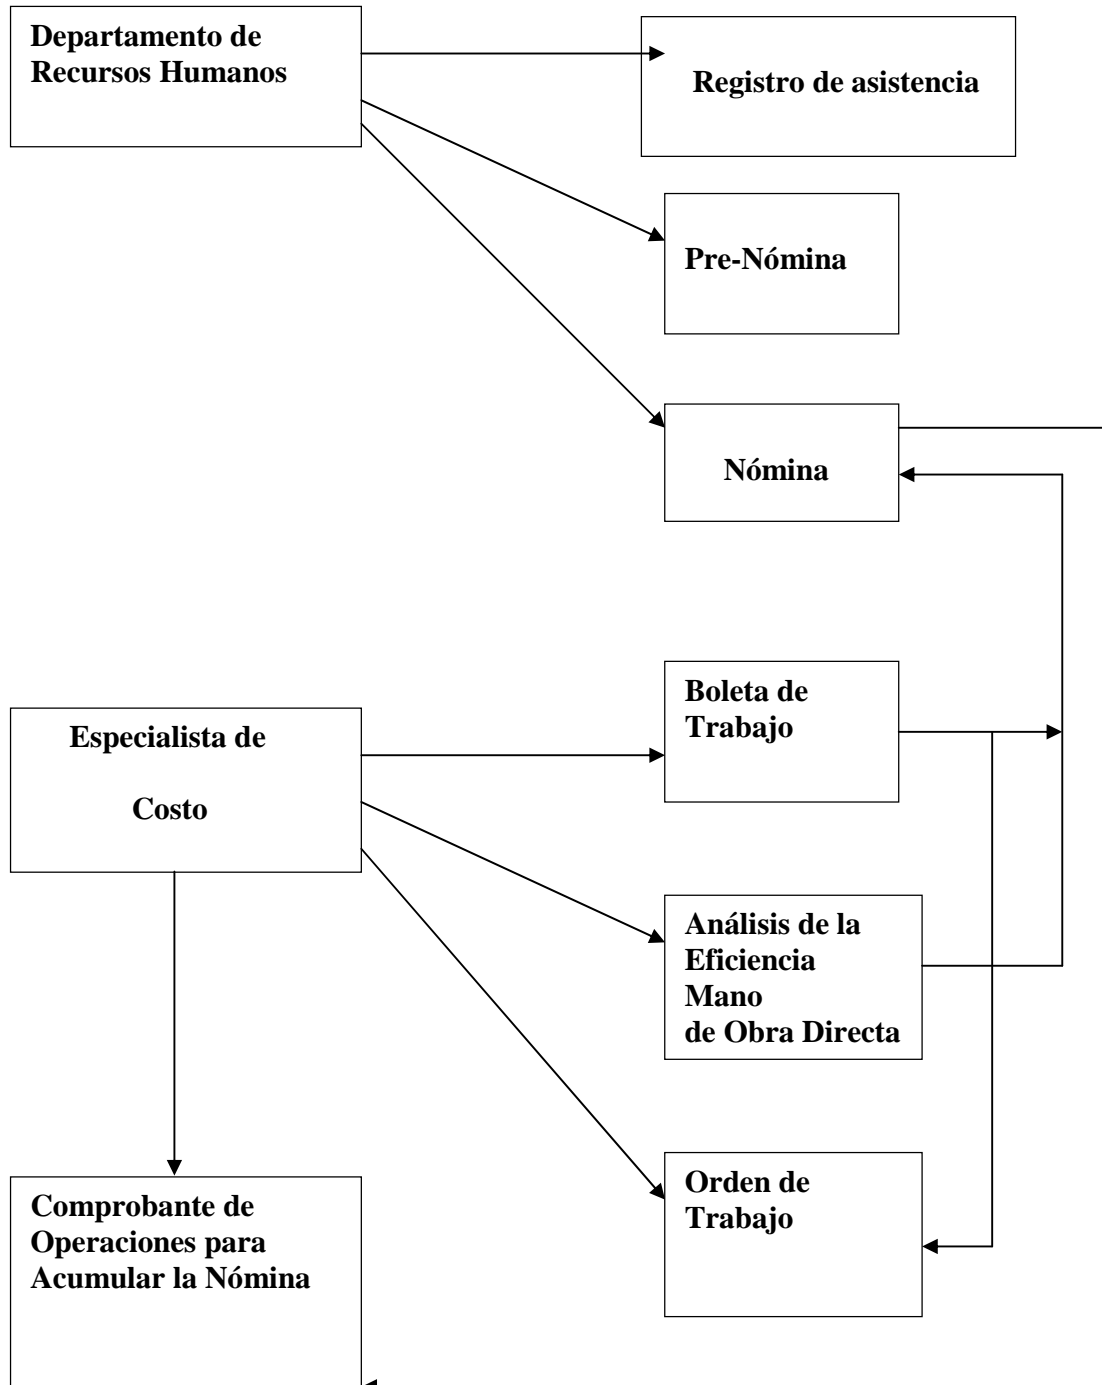 Departamento de
Recursos Humanos
Registro de asistencia
Pre-Nómina
Nómina
Boleta de
Trabajo
Especialista de
Costo
Análisis de la
Eficiencia
Mano
de Obra Directa
Orden de
Trabajo
Comprobante de
Operaciones para
Acumular la Nómina